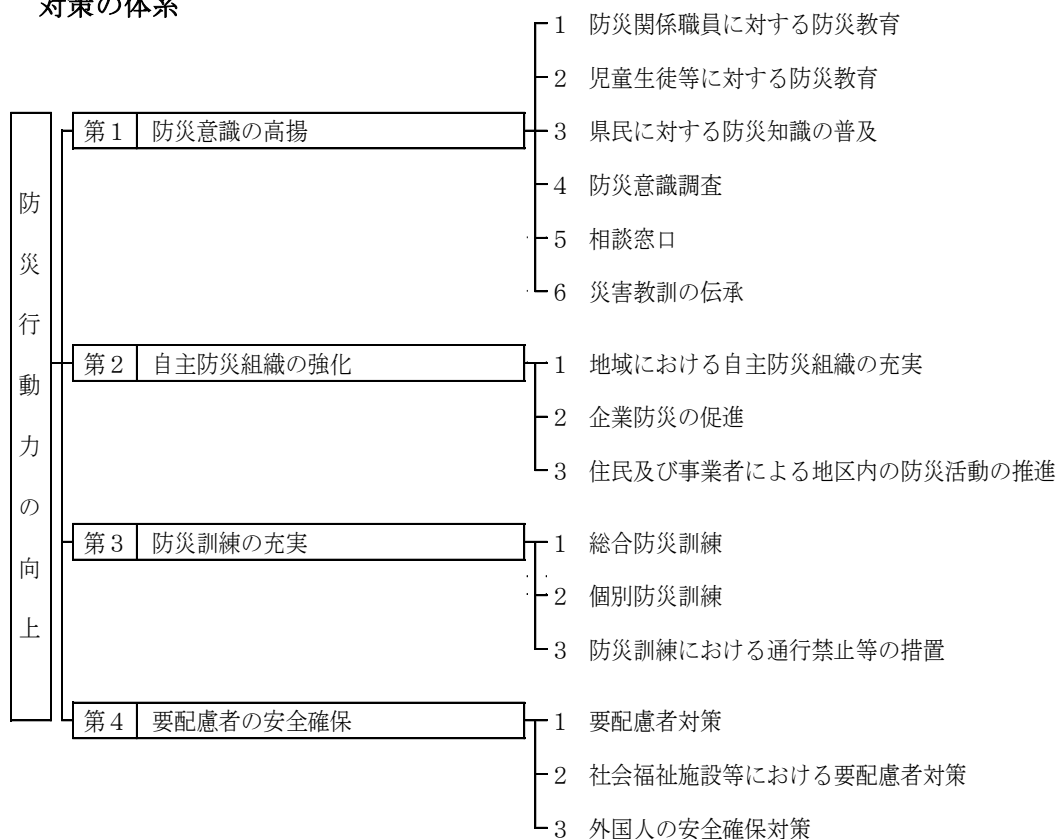 対策の体系
防災行動力の向上
第1 防災意識の高揚
1 防災関係職員に対する防災教育
2 児童生徒等に対する防災教育
3 県民に対する防災知識の普及
4 防災意識調査
5 相談窓口
6 災害教訓の伝承
第2 自主防災組織の強化
1 地域における自主防災組織の充実
2 企業防災の促進
3 住民及び事業者による地区内の防災活動の推進
第3 防災訓練の充実
1 総合防災訓練
2 個別防災訓練
3 防災訓練における通行禁止等の措置
第4 要配慮者の安全確保
1 要配慮者対策
2 社会福祉施設等における要配慮者対策
3 外国人の安全確保対策